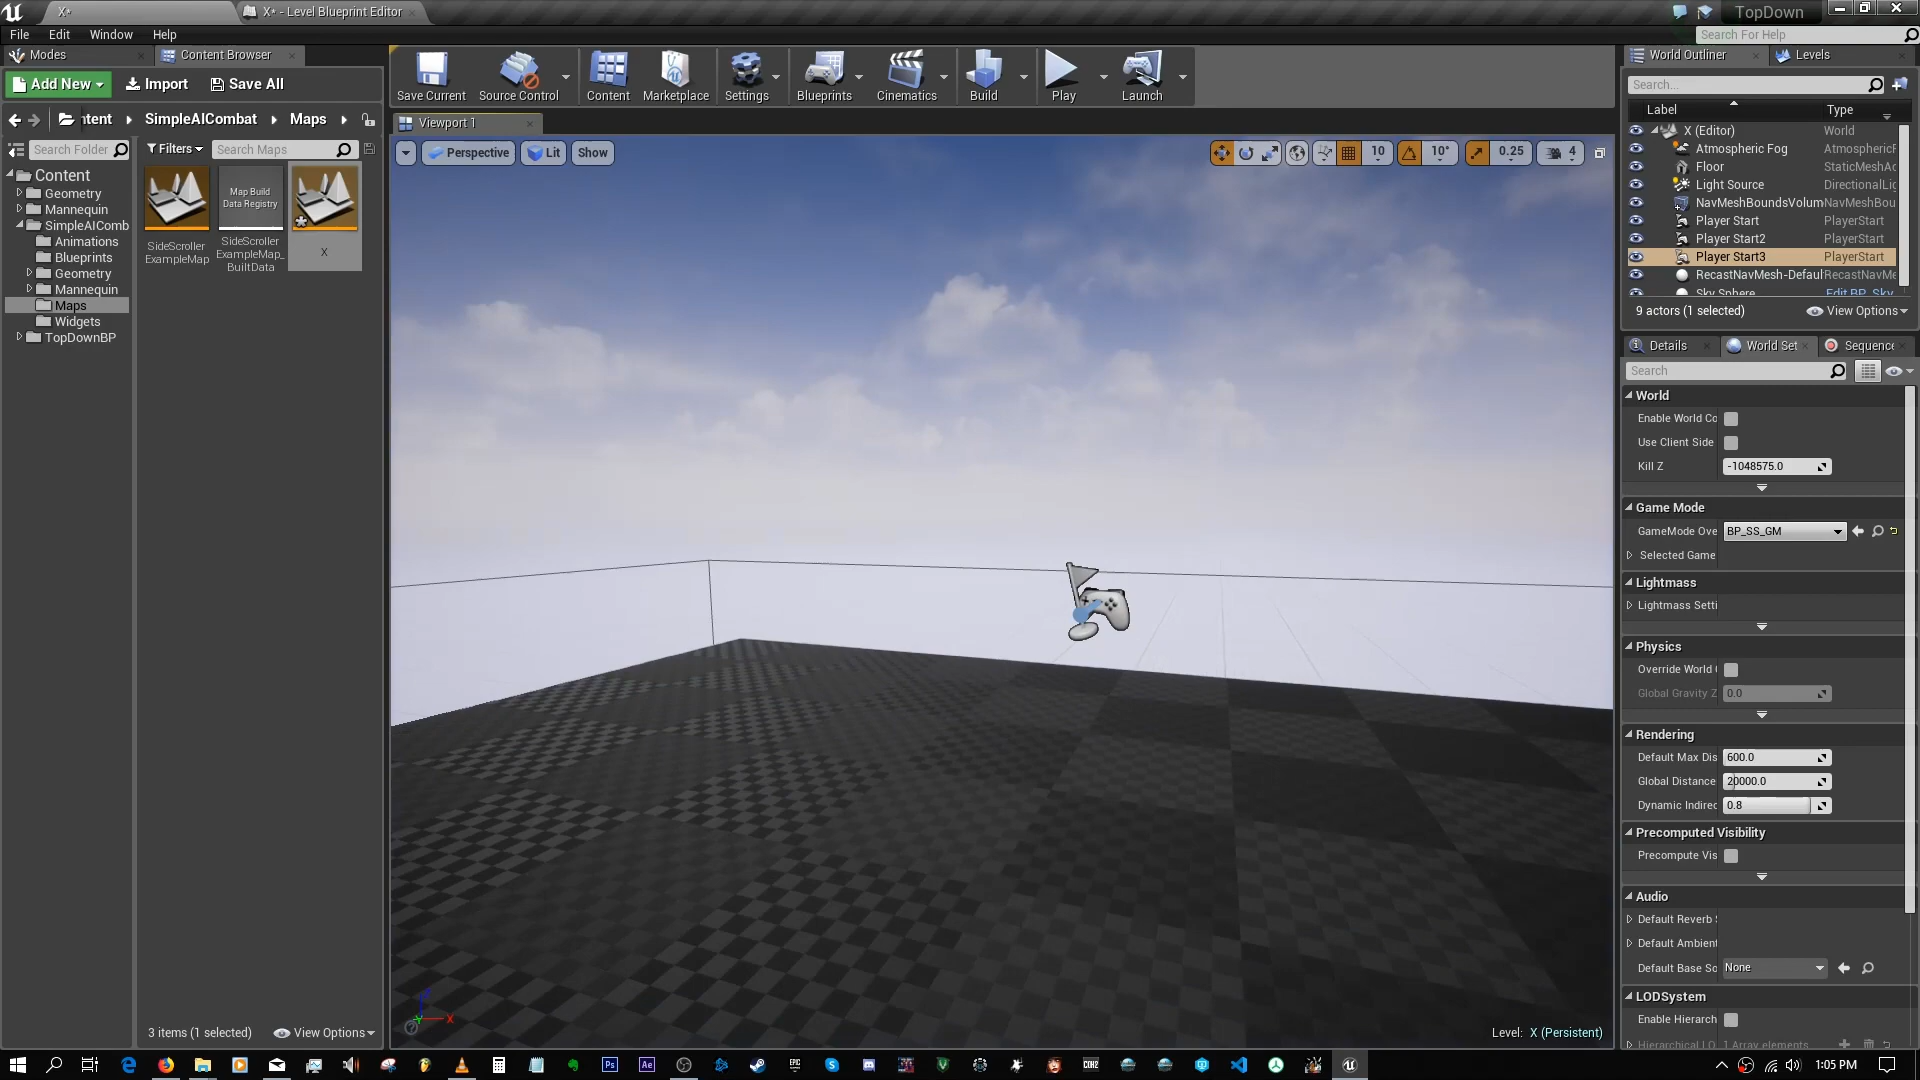 X*
X* - Level Blueprint Editor
TopDown
File Edit Window Help
Search For Help
Modes
Content Browser
World Outliner
Levels
Add New
Import
Save All
Save Current
Source Control
Content
Marketplace
Settings
Blueprints
Cinematics
Build
Play
Launch
Search...
Label
Type
ntent
SimpleAICombat
Maps
Viewport 1
X (Editor) World
Atmospheric Fog AtmosphericF
Floor StaticMeshAc
Light Source DirectionalLig
NavMeshBoundsVolum NavMeshBou
Player Start PlayerStart
Player Start2 PlayerStart
Player Start3 PlayerStart
RecastNavMesh-Defaul RecastNavMe
Sky Sphere Edit BP_Sky
9 actors (1 selected)
View Options
Search Folder
Filters
Search Maps
Perspective
Lit
Show
10
10°
0.25
4
Content
Geometry
Mannequin
SimpleAIComb
Animations
Blueprints
Geometry
Mannequin
Maps
Widgets
TopDownBP
SideScroller
ExampleMap
Map Build
Data Registry
SideScroller
ExampleMap_
BuiltData
X
Details
World Set
Sequence
Search
World
Enable World Co
Use Client Side
Kill Z -1048575.0
Game Mode
GameMode Ove BP_SS_GM
Selected Game
Lightmass
Lightmass Setti
Physics
Override World
Global Gravity Z 0.0
Rendering
Default Max Dis 600.0
Global Distance 20000.0
Dynamic Indirec 0.8
Precomputed Visibility
Precompute Vis
Audio
Default Reverb
Default Ambient
Default Base So None
LODSystem
Enable Hierarch
Hierarchical LO 1 Array elements
3 items (1 selected)
View Options
Z
X
Level: X (Persistent)
Ps
Ae
EPIC
COH2
1:05 PM